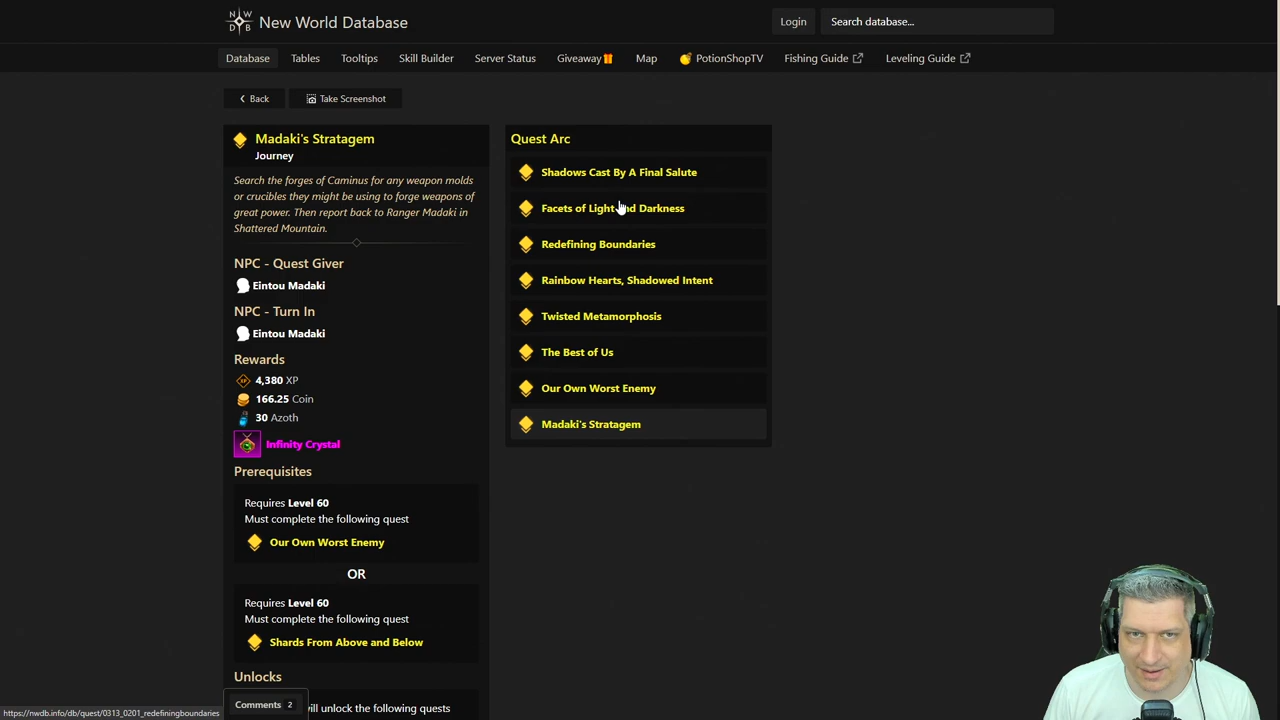 N W
D B
New World Database
Login
Search database...
Database
Tables
Tooltips
Skill Builder
Server Status
Giveaway
Map
PotionShopTV
Fishing Guide
Leveling Guide
Back
Take Screenshot
Madaki's Stratagem
Journey
Search the forges of Caminus for any weapon molds
or crucibles they might be using to forge weapons of
great power. Then report back to Ranger Madaki in
Shattered Mountain.
NPC - Quest Giver
Eintou Madaki
NPC - Turn In
Eintou Madaki
Rewards
XP
4,380 XP
166.25 Coin
30 Azoth
Infinity Crystal
Prerequisites
Requires Level 60
Must complete the following quest
Our Own Worst Enemy
OR
Requires Level 60
Must complete the following quest
Shards From Above and Below
Unlocks
will unlock the following quests
Comments 2
https://nwdb.info/db/quest/0313_0201_redefiningboundaries
Quest Arc
Shadows Cast By A Final Salute
Facets of Light and Darkness
Redefining Boundaries
Rainbow Hearts, Shadowed Intent
Twisted Metamorphosis
The Best of Us
Our Own Worst Enemy
Madaki's Stratagem